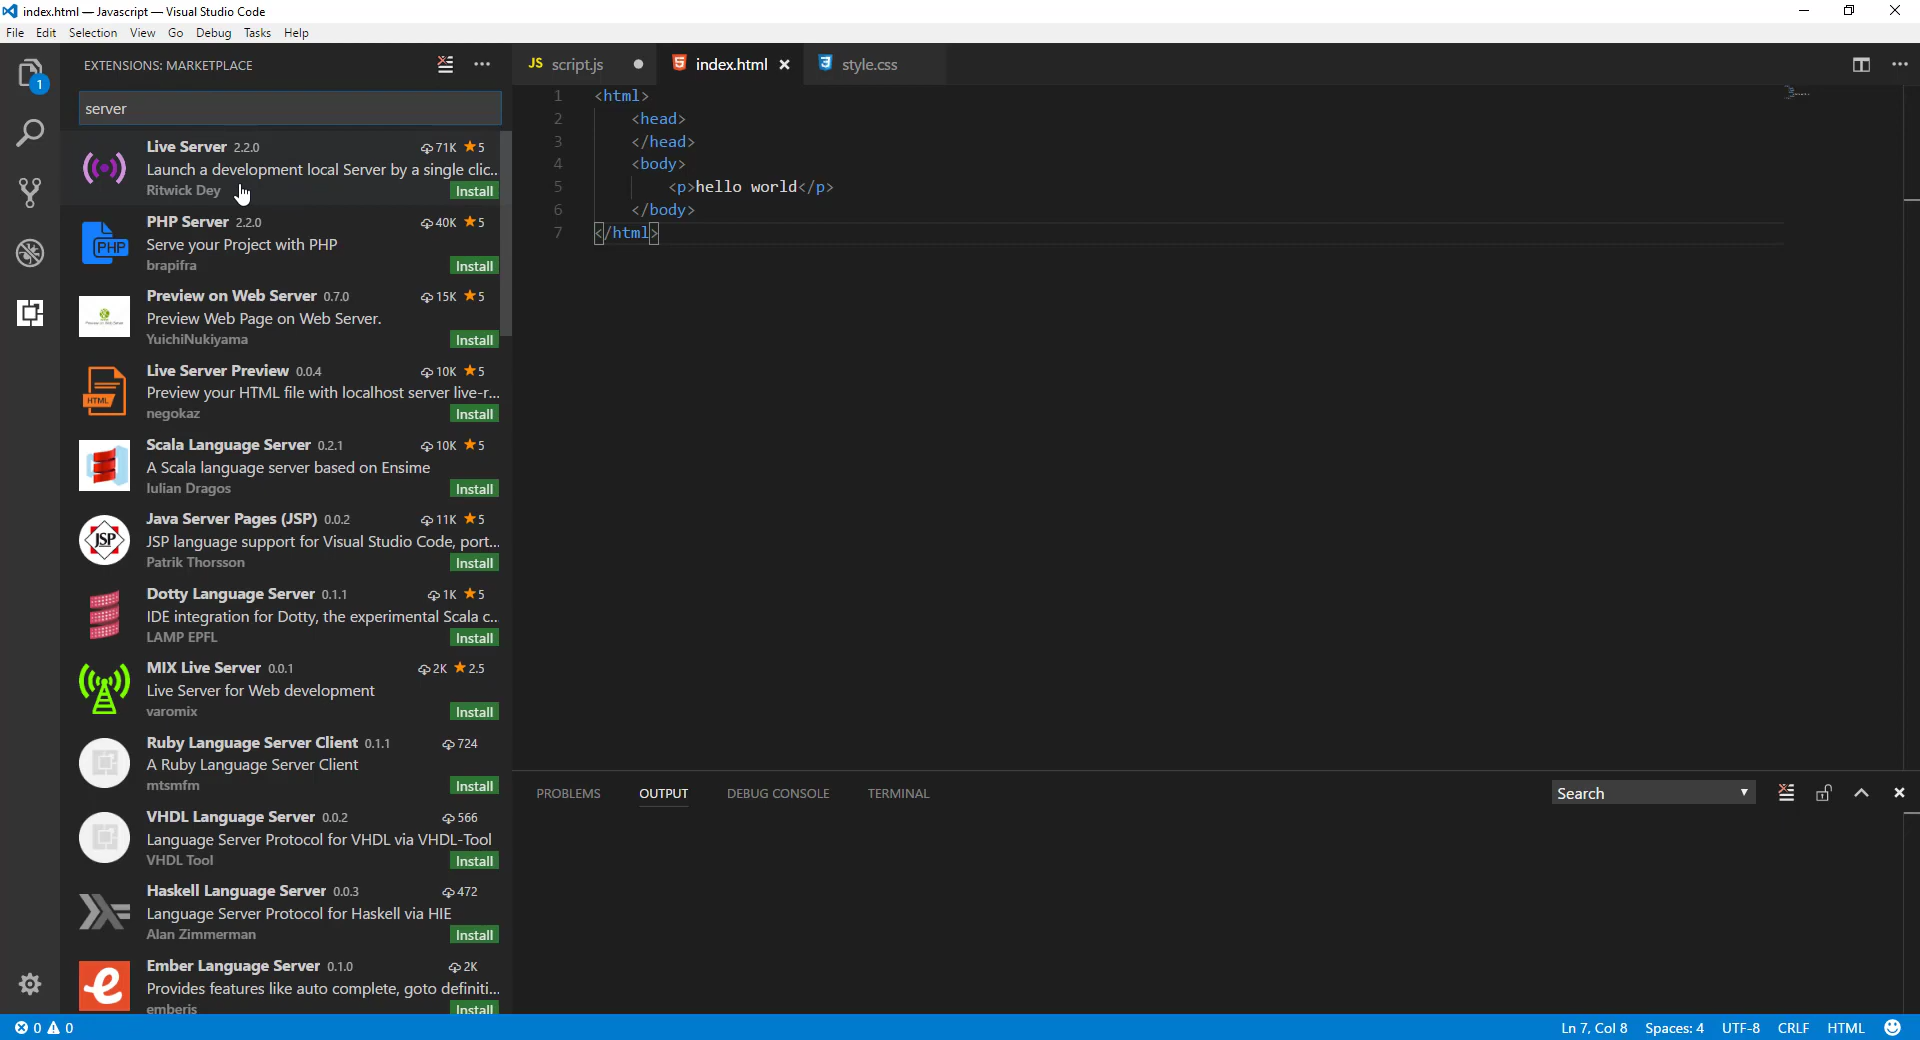 index.html — Javascript — Visual Studio Code
File Edit Selection View Go Debug Tasks Help
1
EXTENSIONS: MARKETPLACE
server
Live Server 2.2.0 71K ★5
Launch a development local Server by a single clic...
Ritwick Dey Install
PHP
PHP Server 2.2.0 40K ★5
Serve your Project with PHP
brapifra Install
Preview on Web Server 0.7.0 15K ★5
Preview Web Page on Web Server.
YuichiNukiyama Install
HTML
Live Server Preview 0.0.4 10K ★5
Preview your HTML file with localhost server live-r...
negokaz Install
Scala Language Server 0.2.1 10K ★5
A Scala language server based on Ensime
Iulian Dragos Install
JSP
Java Server Pages (JSP) 0.0.2 11K ★5
JSP language support for Visual Studio Code, port...
Patrik Thorsson Install
Dotty Language Server 0.1.1 1K ★5
IDE integration for Dotty, the experimental Scala c...
LAMP EPFL Install
MIX Live Server 0.0.1 2K ★2.5
Live Server for Web development
varomix Install
Ruby Language Server Client 0.1.1 724
A Ruby Language Server Client
mtsmfm Install
VHDL Language Server 0.0.2 566
Language Server Protocol for VHDL via VHDL-Tool
VHDL Tool Install
Haskell Language Server 0.0.3 472
Language Server Protocol for Haskell via HIE
Alan Zimmerman Install
e
Ember Language Server 0.1.0 2K
Provides features like auto complete, goto definiti...
emberjs Install
JS script.js 5 index.html 3 style.css
1 <html>
2 <head>
3 </head>
4 <body>
5 <p>hello world</p>
6 </body>
7 </html>
PROBLEMS OUTPUT DEBUG CONSOLE TERMINAL Search
0 0 Ln 7, Col 8 Spaces: 4 UTF-8 CRLF HTML